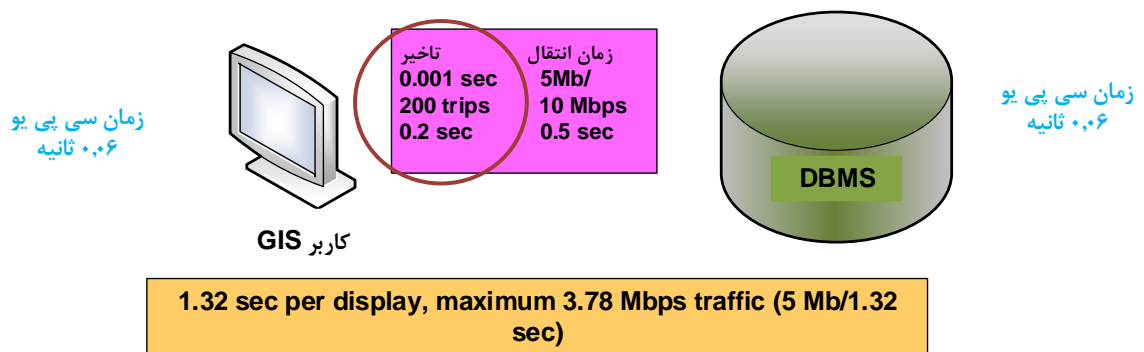 زمان سی پی یو
۰,۰۶ ثانیه
تاخیر
0.001 sec
200 trips
0.2 sec
زمان انتقال
5Mb/
10 Mbps
0.5 sec
زمان سی پی یو
۰,۰۶ ثانیه
DBMS
کاربر GIS
1.32 sec per display, maximum 3.78 Mbps traffic (5 Mb/1.32
sec)